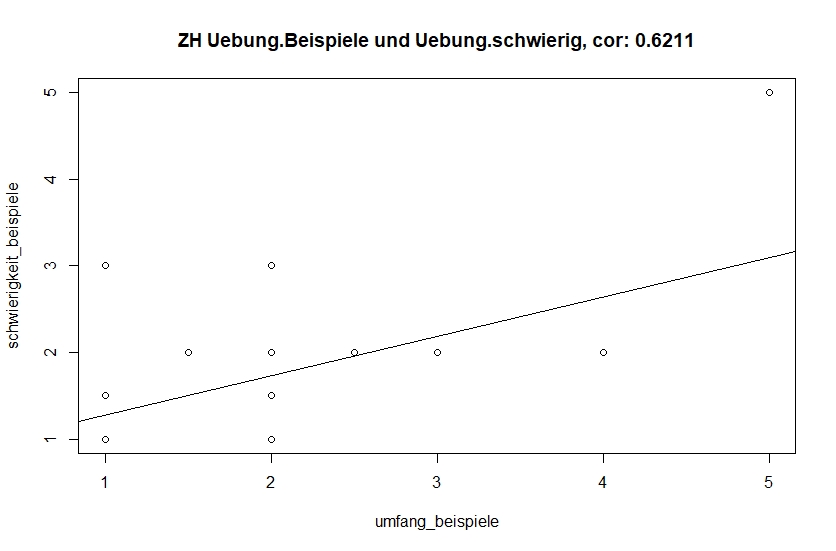 ZH Uebung.Beispiele und Uebung.schwierig, cor: 0.6211
5
4
3
2
1
schwierigkeit_beispiele
1 2 3 4 5
umfang_beispiele